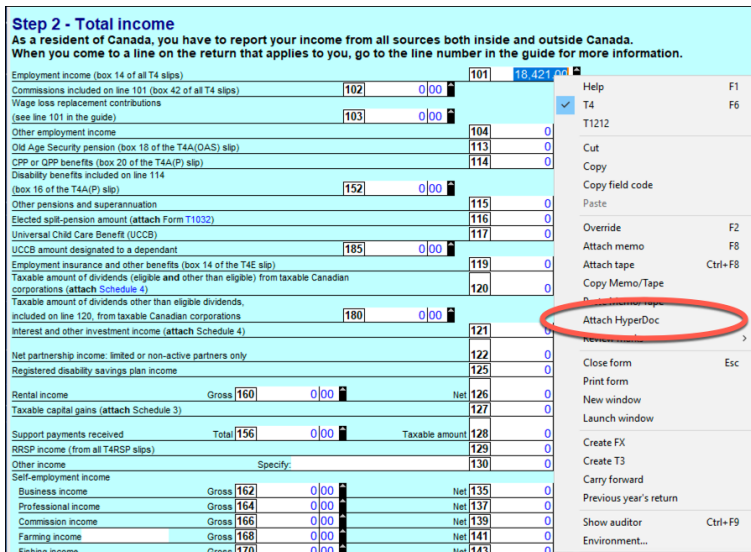 Step 2 - Total income
As a resident of Canada, you have to report your income from all sources both inside and outside Canada.
When you come to a line on the return that applies to you, go to the line number in the guide for more information.
Employment income (box 14 of all T4 slips) 101 18,421.00
Commissions included on line 101 (box 42 of all T4 slips) 102 0 00
Wage loss replacement contributions
(see line 101 in the guide) 103 0 00
Other employment income 104 0
Old Age Security pension (box 18 of the T4A(OAS) slip) 113 0
CPP or QPP benefits (box 20 of the T4A(P) slip) 114 0
Disability benefits included on line 114
(box 16 of the T4A(P) slip) 152 0 00
Other pensions and superannuation 115 0
Elected split-pension amount (attach Form T1032) 116 0
Universal Child Care Benefit (UCCB) 117 0
UCCB amount designated to a dependant 185 0 00
Employment insurance and other benefits (box 14 of the T4E slip) 119 0
Taxable amount of dividends (eligible and other than eligible) from taxable Canadian
corporations (attach Schedule 4) 120 0
Taxable amount of dividends other than eligible dividends,
included on line 120, from taxable Canadian corporations 180 0 00
Interest and other investment income (attach Schedule 4) 121 0
Net partnership income: limited or non-active partners only 122 0
Registered disability savings plan income 125 0
Rental income Gross 160 0 00 Net 126 0
Taxable capital gains (attach Schedule 3) 127 0
Support payments received Total 156 0 00 Taxable amount 128 0
RRSP income (from all T4RSP slips) 129 0
Other income Specify: 130 0
Self-employment income
Business income Gross 162 0 00 Net 135 0
Professional income Gross 164 0 00 Net 137 0
Commission income Gross 166 0 00 Net 139 0
Farming income Gross 168 0 00 Net 141 0
Fishing income Gross 170 0 00 Net 143 0
Help F1
T4 F6
T1212
Cut
Copy
Copy field code
Paste
Override F2
Attach memo F8
Attach tape Ctrl+F8
Copy Memo/Tape
Paste Memo/Tape
Attach HyperDoc
Review marks
Close form Esc
Print form
New window
Launch window
Create FX
Create T3
Carry forward
Previous year's return
Show auditor Ctrl+F9
Environment...